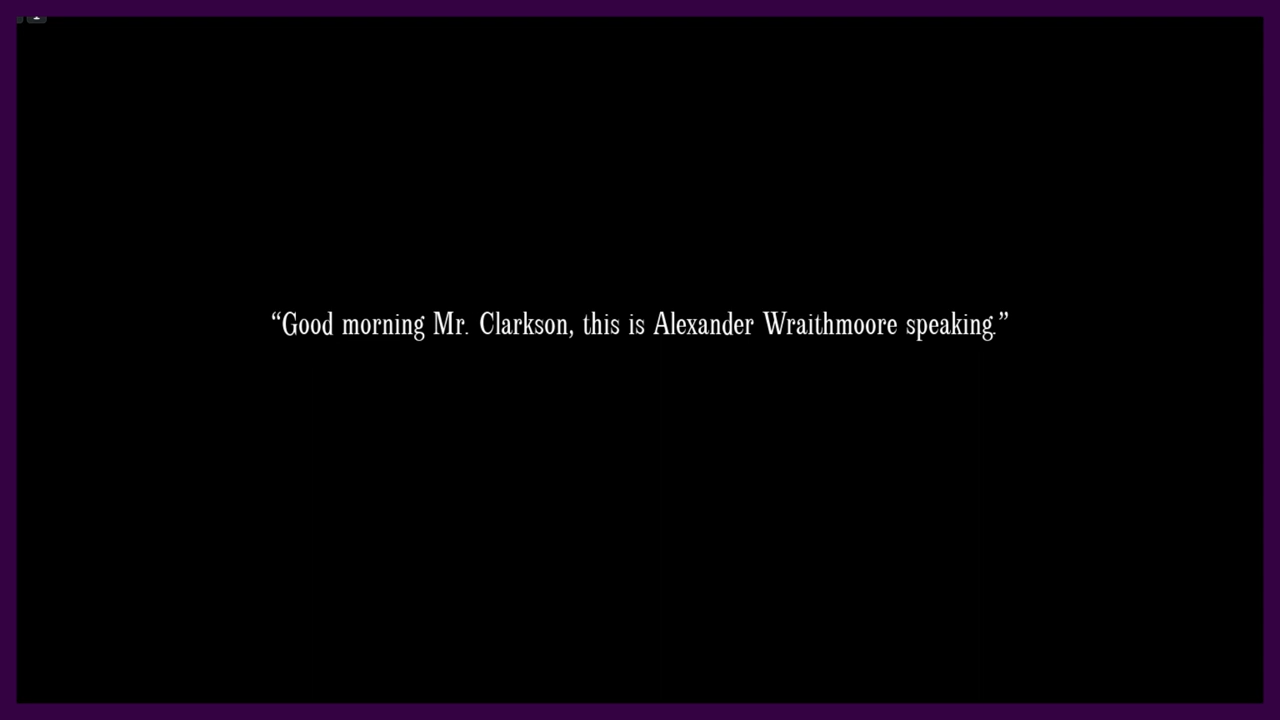 “Good morning Mr. Clarkson, this is Alexander Wraithmoore speaking.”